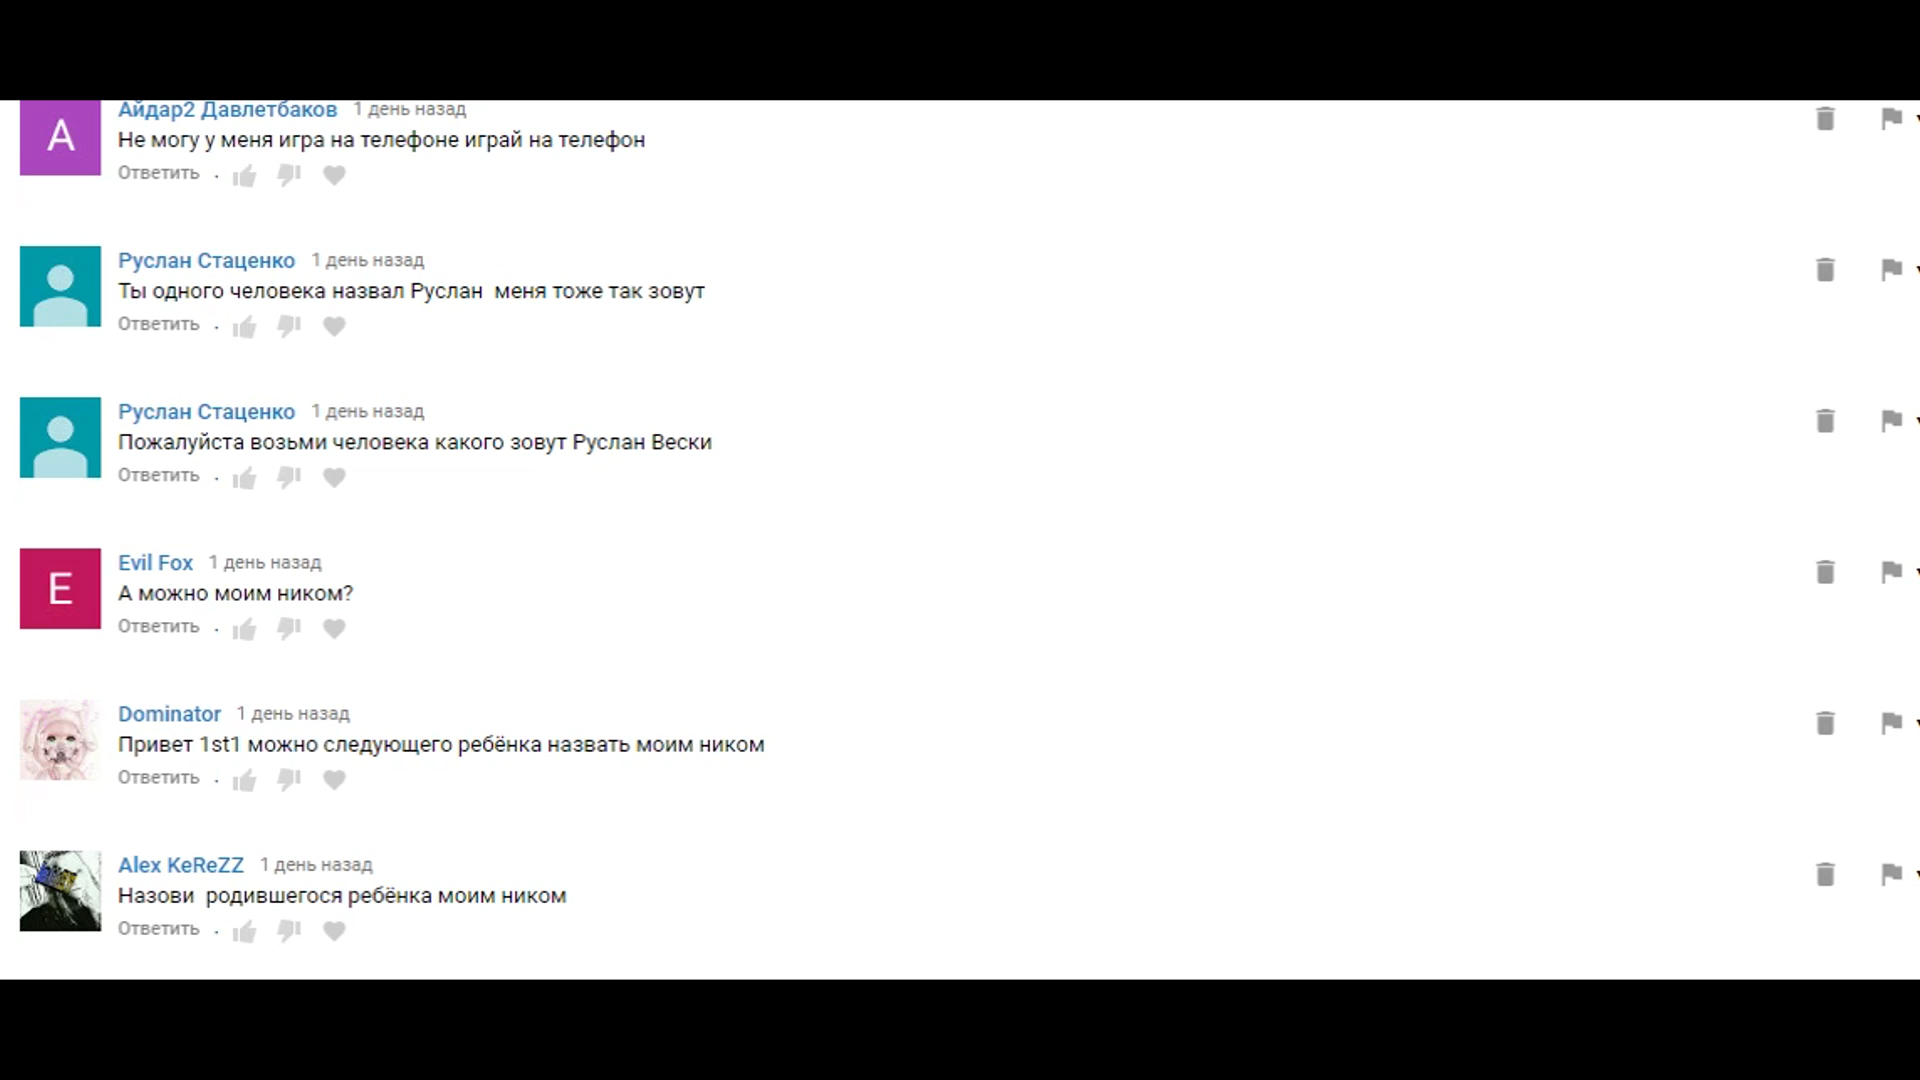 A
Айдар2 Давлетбаков 1 день назад
Не могу у меня игра на телефоне играй на телефон
Ответить .
Руслан Стаценко 1 день назад
Ты одного человека назвал Руслан  меня тоже так зовут
Ответить .
Руслан Стаценко 1 день назад
Пожалуйста возьми человека какого зовут Руслан Вески
Ответить .
E
Evil Fox 1 день назад
А можно моим ником?
Ответить .
Dominator 1 день назад
Привет 1st1 можно следующего ребёнка назвать моим ником
Ответить .
Alex KeReZZ 1 день назад
Назови  родившегося ребёнка моим ником
Ответить .